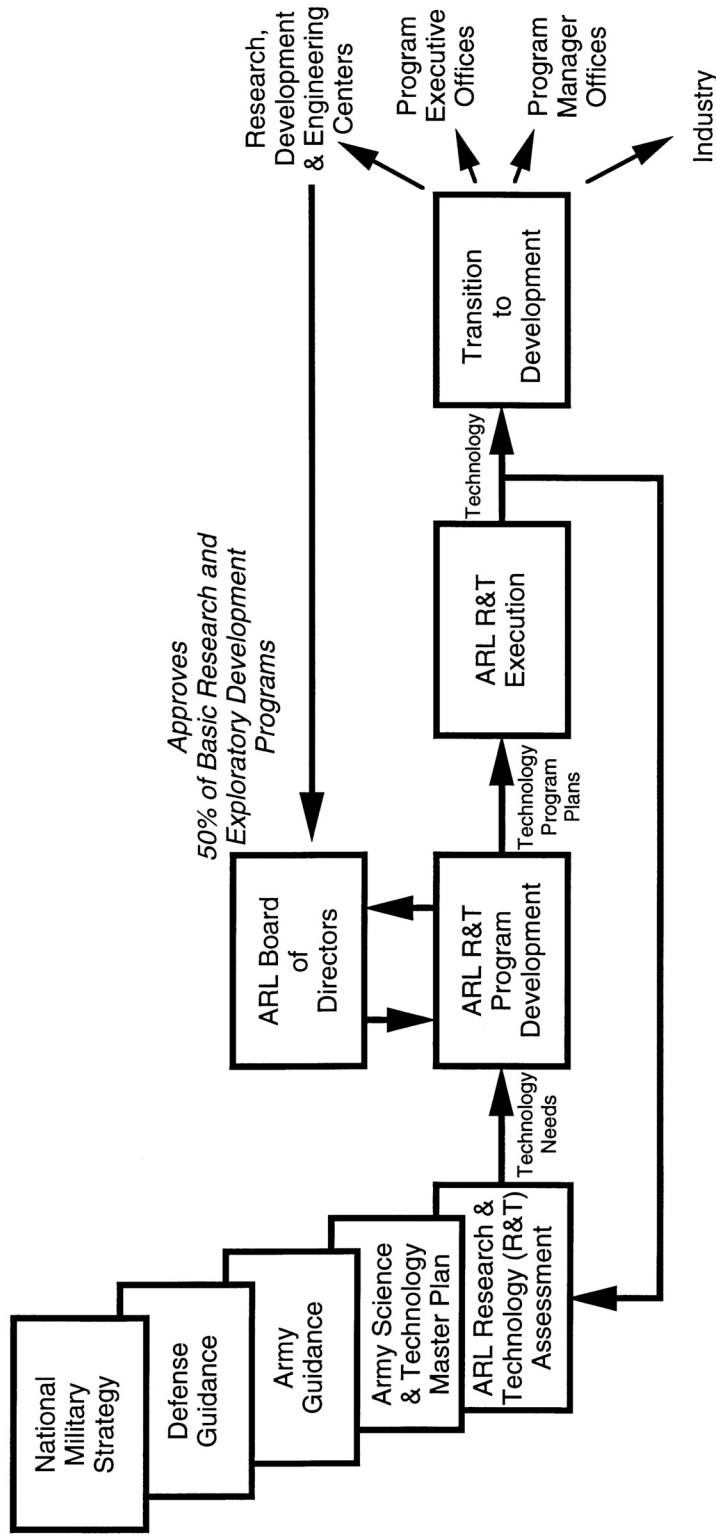 National
Military
Strategy
Defense
Guidance
Army
Guidance
Army Science
& Technology
Master Plan
ARL Research &
Technology (R&T)
Assessment
Technology
Needs
ARL Board
of
Directors
ARL R&T
Program
Development
Approves
50% of Basic Research and
Exploratory Development
Programs
Technology
Program
Plans
ARL R&T
Execution
Technology
Transition
to
Development
Research,
Development
& Engineering
Centers
Program
Executive
Offices
Program
Manager
Offices
Industry